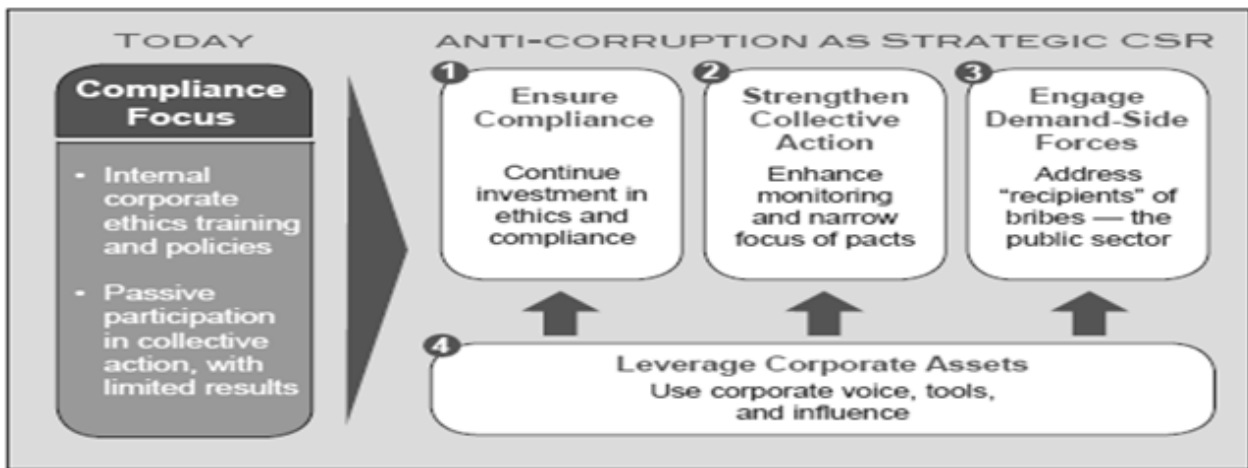 TODAY
Compliance
Focus
• Internal
corporate
ethics training
and policies
• Passive
participation
in collective
action, with
limited results
ANTI-CORRUPTION AS STRATEGIC CSR
1
Ensure
Compliance
Continue
investment in
ethics and
compliance
2
Strengthen
Collective
Action
Enhance
monitoring
and narrow
focus of pacts
3
Engage
Demand-Side
Forces
Address
“recipients” of
bribes — the
public sector
4
Leverage Corporate Assets
Use corporate voice, tools,
and influence